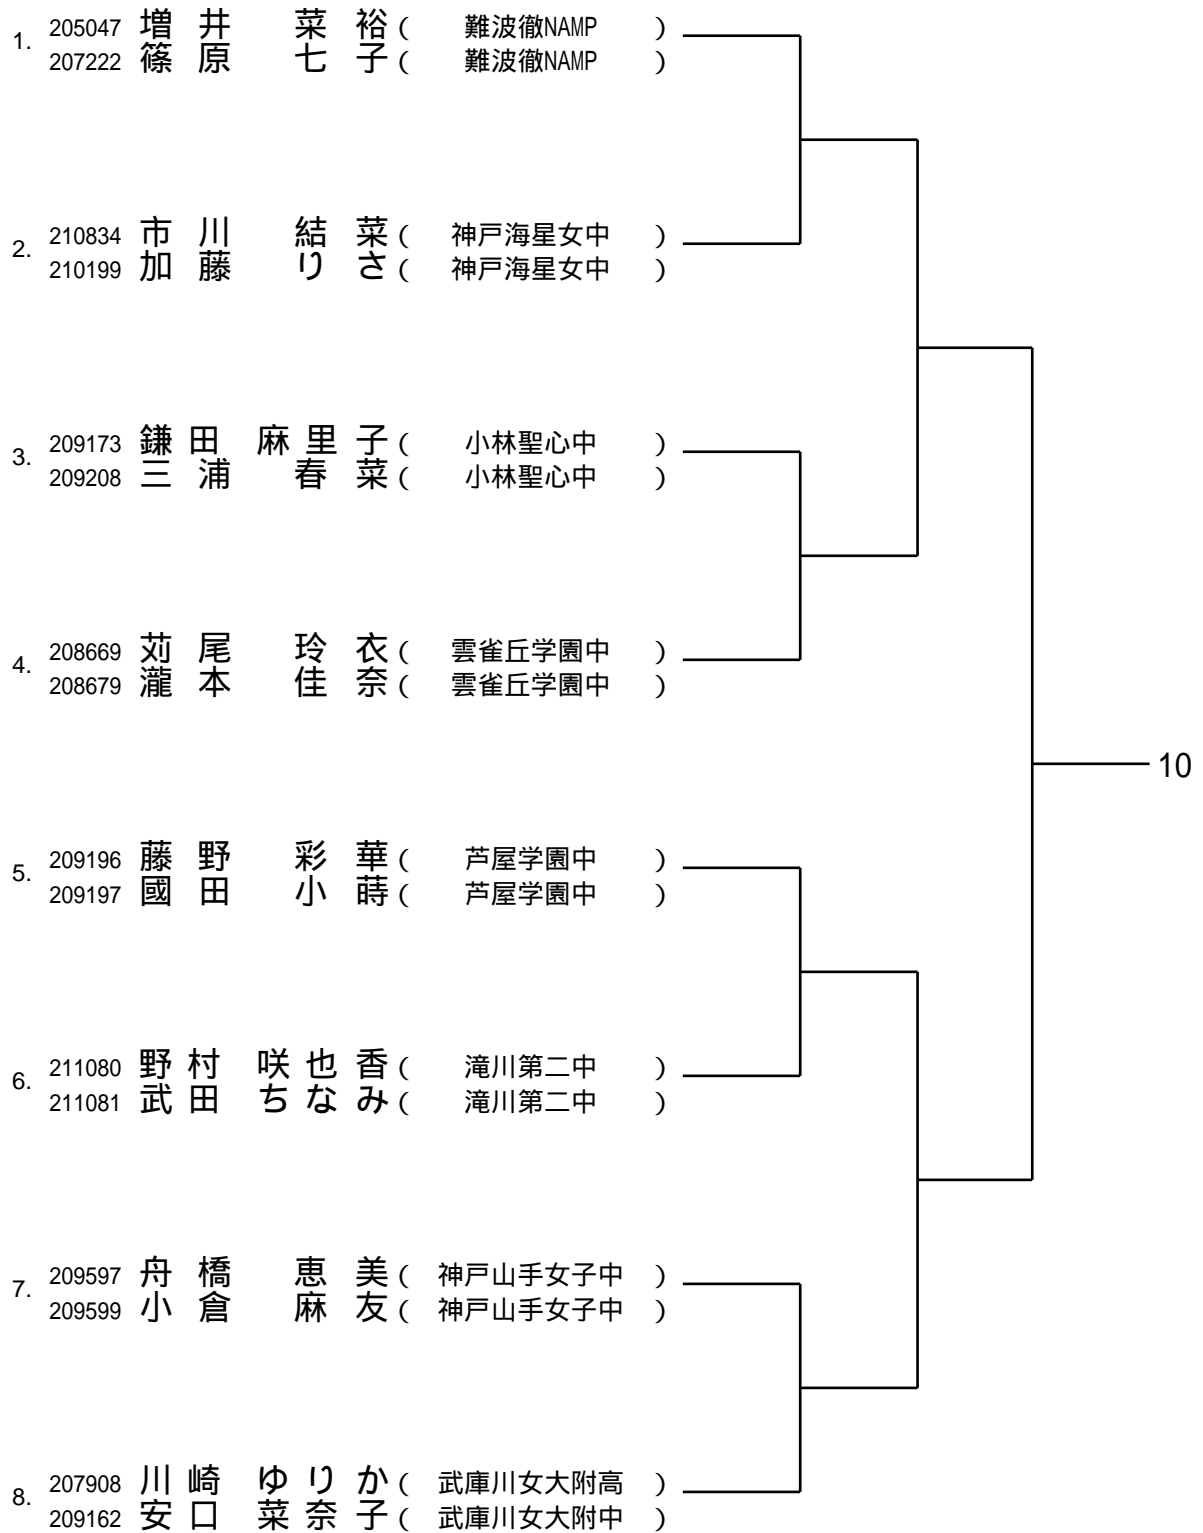 1. 205047 増井 菜裕 ( 難波徹NAMP )
207222 篠原 七子 ( 難波徹NAMP )
2. 210834 市川 結菜 ( 神戸海星女中 )
210199 加藤 りさ ( 神戸海星女中 )
3. 209173 鎌田 麻里子 ( 小林聖心中 )
209208 三浦 春菜 ( 小林聖心中 )
4. 208669 苅尾 玲衣 ( 雲雀丘学園中 )
208679 瀧本 佳奈 ( 雲雀丘学園中 )
10
5. 209196 藤野 彩華 ( 芦屋学園中 )
209197 國田 小蒔 ( 芦屋学園中 )
6. 211080 野村 咲也香 ( 滝川第二中 )
211081 武田 ちなみ ( 滝川第二中 )
7. 209597 舟橋 恵美 ( 神戸山手女子中 )
209599 小倉 麻友 ( 神戸山手女子中 )
8. 207908 川崎 ゆりか ( 武庫川女大附高 )
209162 安口 菜奈子 ( 武庫川女大附中 )